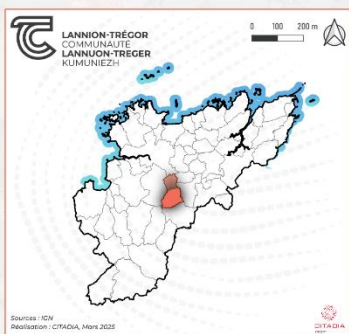 LANNION-TRÉGOR
COMMUNAUTÉ
LANNUON-TREGER
KUMUNIEZH
0 100 200 m
Sources : IGN
Réalisation : CITADIA, Mars 2025
CITADIA